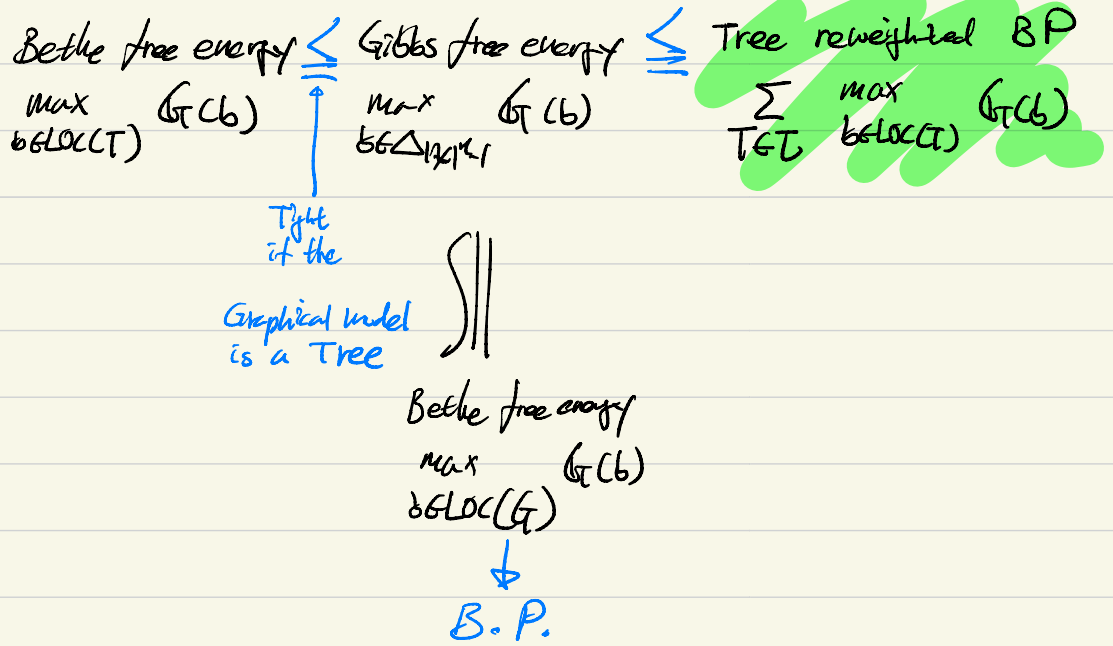 Bethe free energy ≤ Gibbs free energy ≤ Tree reweighted BP
max G(b) max G(b) Σ max G(b)
b∈LOC(T) b∈Δ|χ|ⁿ-1 T∈T b∈LOC(T)
Tight
if the
Graphical model
is a Tree
Bethe free energy
max G(b)
b∈LOC(G)
B.P.